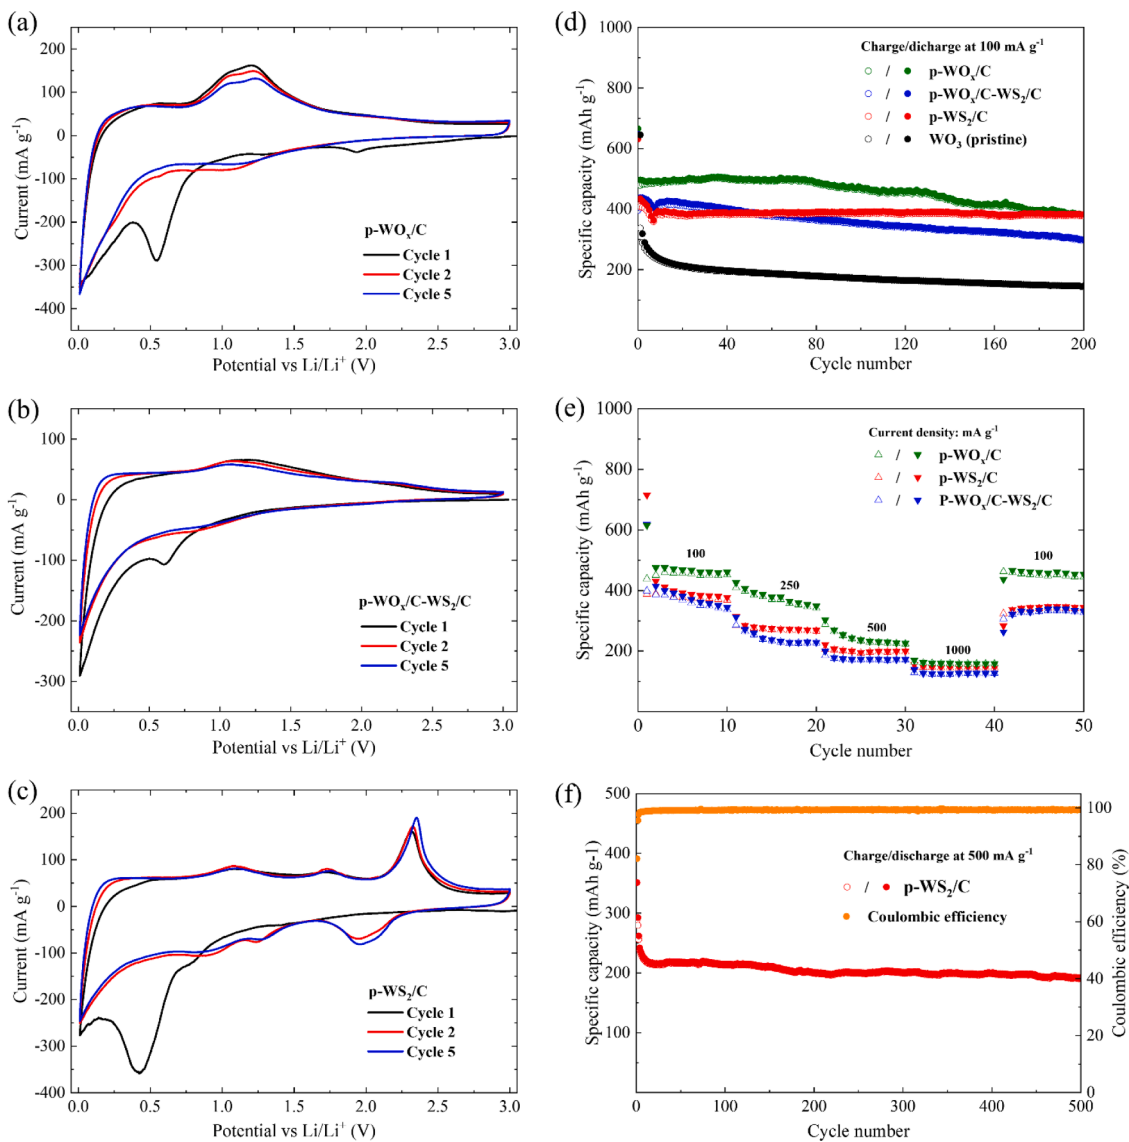 (a)
200
100
0
-100
-200
-300
-400
Current (mA g⁻¹)
p-WOₓ/C
Cycle 1
Cycle 2
Cycle 5
0.0 0.5 1.0 1.5 2.0 2.5 3.0
Potential vs Li/Li⁺ (V)
(d)
1000
800
600
400
200
Specific capacity (mAh g⁻¹)
Charge/dicharge at 100 mA g⁻¹
/ p-WOₓ/C
/ p-WOₓ/C-WS₂/C
/ p-WS₂/C
/ WO₃ (pristine)
0 40 80 120 160 200
Cycle number
(b)
100
0
-100
-200
-300
Current (mA g⁻¹)
p-WOₓ/C-WS₂/C
Cycle 1
Cycle 2
Cycle 5
0.0 0.5 1.0 1.5 2.0 2.5 3.0
Potential vs Li/Li⁺ (V)
(e)
1000
800
600
400
200
Specific capacity (mAh g⁻¹)
Current density: mA g⁻¹
/ p-WOₓ/C
/ p-WS₂/C
/ P-WOₓ/C-WS₂/C
100
250
500
1000
100
0 10 20 30 40 50
Cycle number
(c)
200
100
0
-100
-200
-300
-400
Current (mA g⁻¹)
p-WS₂/C
Cycle 1
Cycle 2
Cycle 5
0.0 0.5 1.0 1.5 2.0 2.5 3.0
Potential vs Li/Li⁺ (V)
(f)
500
400
300
200
100
Specific capacity (mAh g-1)
Charge/discharge at 500 mA g⁻¹
/ p-WS₂/C
Coulombic efficiency
100
80
60
40
20
0
Coulombic efficiency (%)
0 100 200 300 400 500
Cycle number